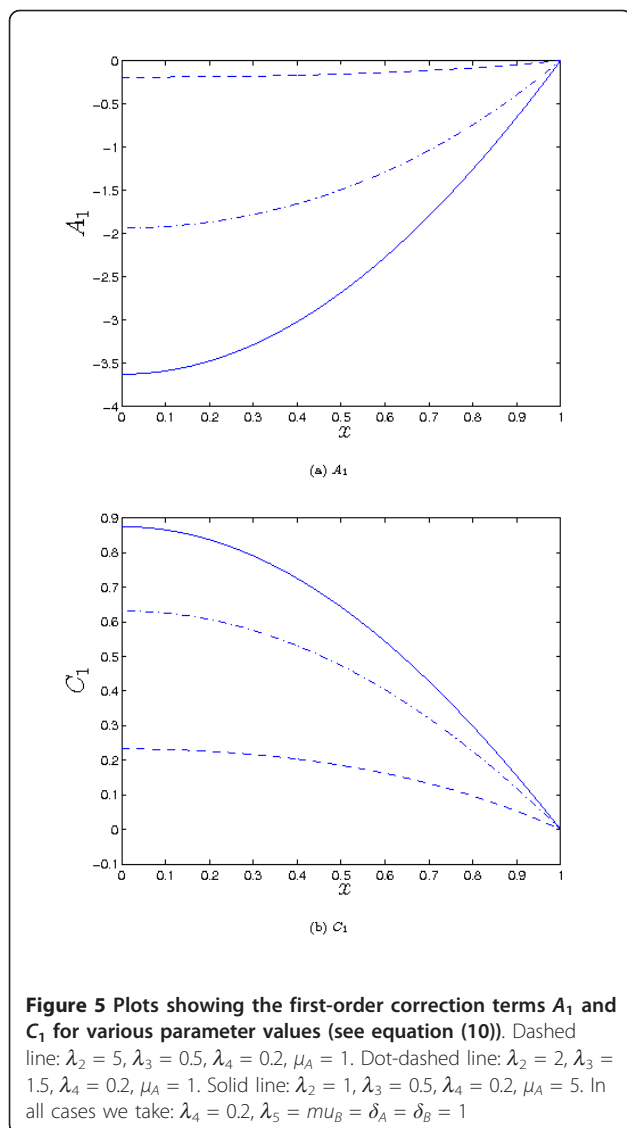 0
-0.5
-1
-1.5
-2
-2.5
-3
-3.5
-4
A₁
0 0.1 0.2 0.3 0.4 0.5 0.6 0.7 0.8 0.9 1
x
(a) A₁
0.9
0.8
0.7
0.6
0.5
0.4
0.3
0.2
0.1
0
-0.1
C₁
0 0.1 0.2 0.3 0.4 0.5 0.6 0.7 0.8 0.9 1
x
(b) C₁
Figure 5 Plots showing the first-order correction terms A₁ and
C₁ for various parameter values (see equation (10)). Dashed
line: λ₂ = 5, λ₃ = 0.5, λ₄ = 0.2, μ_A = 1. Dot-dashed line: λ₂ = 2, λ₃ =
1.5, λ₄ = 0.2, μ_A = 1. Solid line: λ₂ = 1, λ₃ = 0.5, λ₄ = 0.2, μ_A = 5. In
all cases we take: λ₄ = 0.2, λ₅ = mu_B = δ_A = δ_B = 1